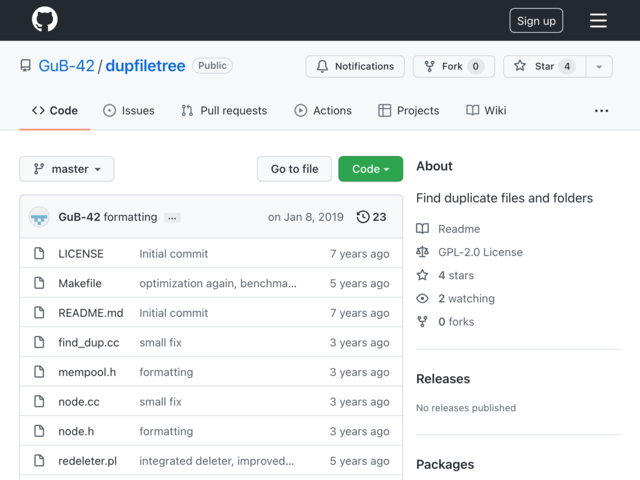 Sign up
GuB-42 / dupfiletree Public
Notifications Fork 0 Star 4
Code Issues Pull requests Actions Projects Wiki ...
master Go to file Code
GuB-42 formatting ... on Jan 8, 2019 23
LICENSE Initial commit 7 years ago
Makefile optimization again, benchma... 5 years ago
README.md Initial commit 7 years ago
find_dup.cc small fix 3 years ago
mempool.h formatting 3 years ago
node.cc small fix 3 years ago
node.h formatting 3 years ago
redeleter.pl integrated deleter, improved... 5 years ago
About
Find duplicate files and folders
Readme
GPL-2.0 License
4 stars
2 watching
0 forks
Releases
No releases published
Packages